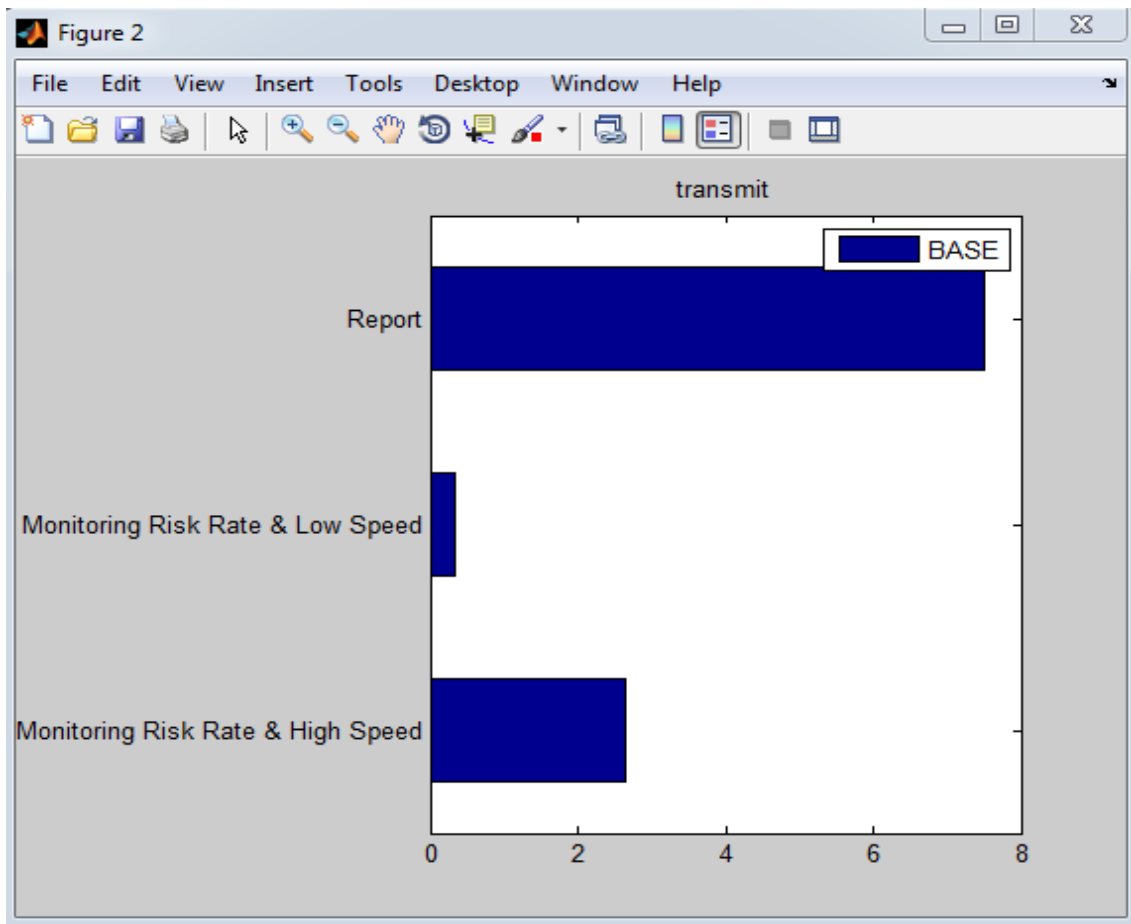 Figure 2
File Edit View Insert Tools Desktop Window Help
transmit
BASE
Report
Monitoring Risk Rate & Low Speed
Monitoring Risk Rate & High Speed
0 2 4 6 8